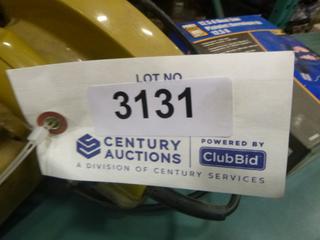 LOT NO
3131
CENTURY
AUCTIONS
POWERED BY
ClubBid
A DIVISION OF CENTURY SERVICES